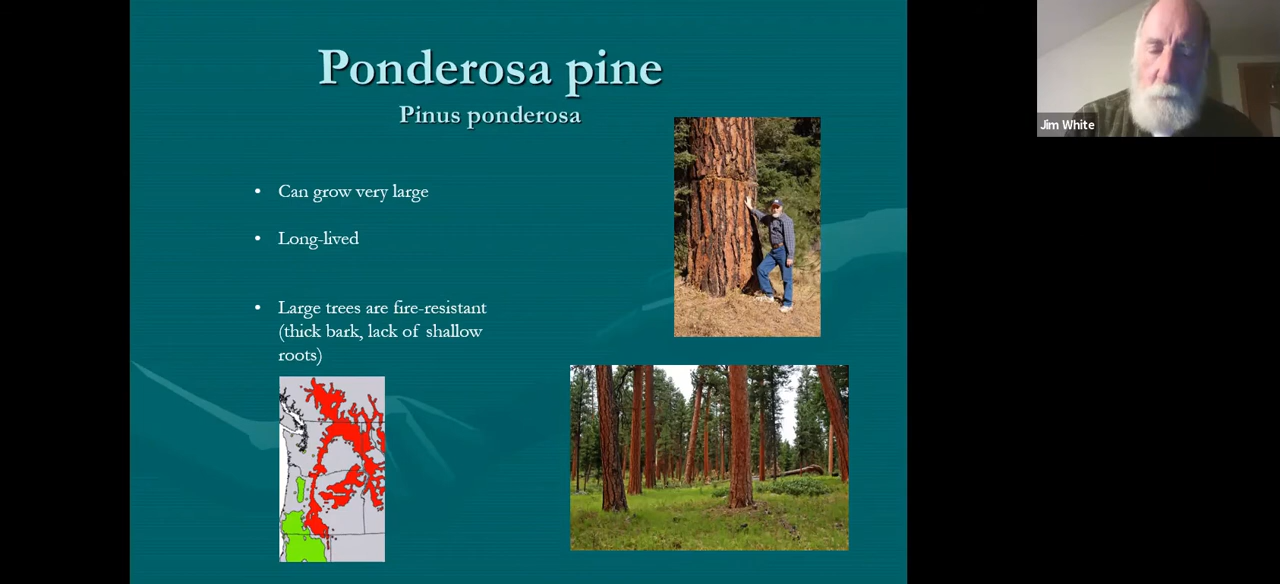 Ponderosa pine
Pinus ponderosa
• Can grow very large
• Long-lived
• Large trees are fire-resistant
(thick bark, lack of shallow
roots)
Jim White